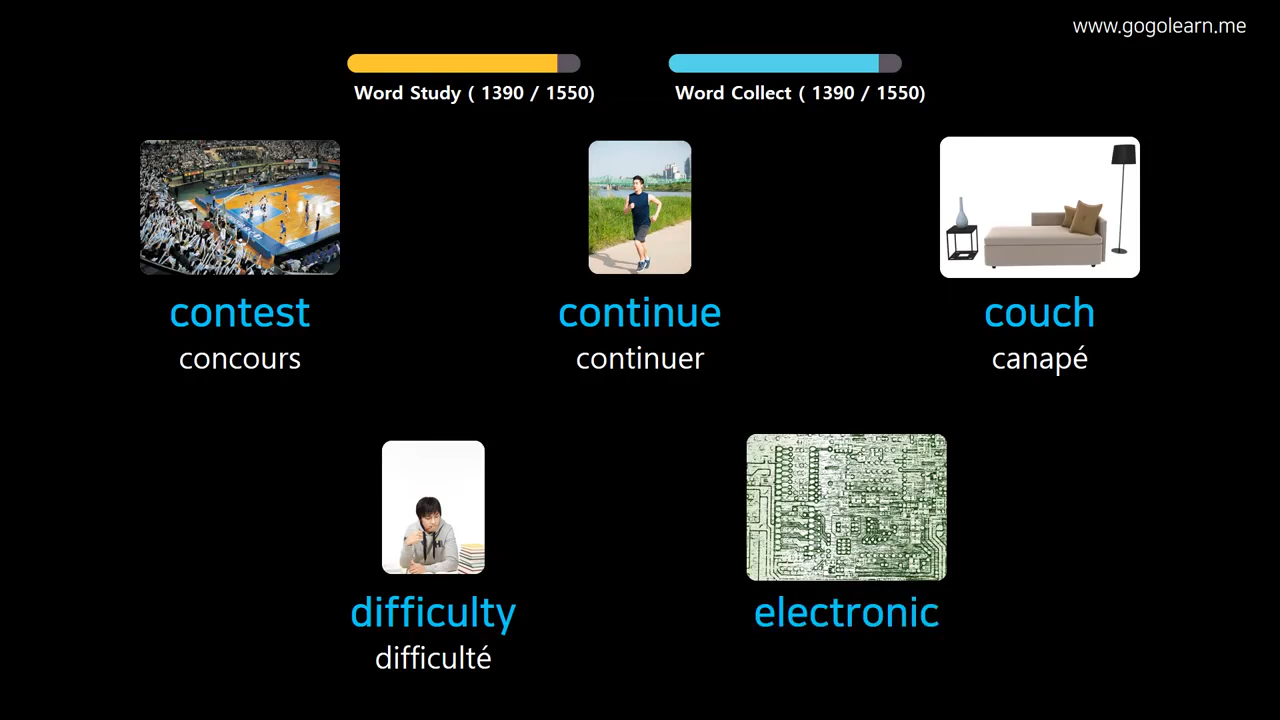 www.gogolearn.me
Word Study ( 1390 / 1550)
Word Collect ( 1390 / 1550)
contest
concours
continue
continuer
couch
canapé
difficulty
difficulté
electronic